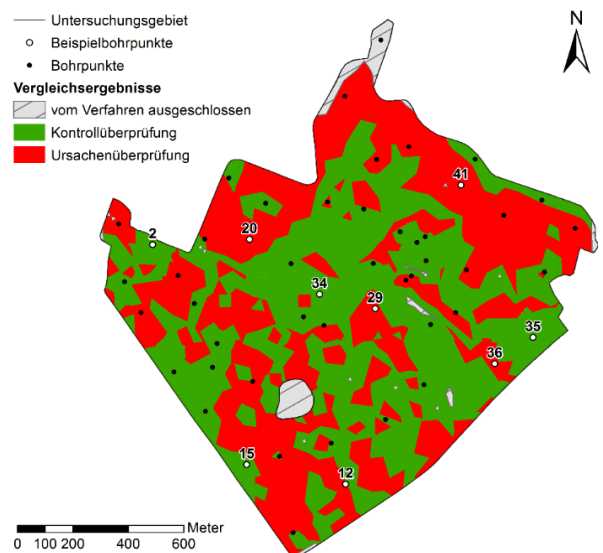 Untersuchungsgebiet
Beispielbohrpunkte
Bohrpunkte
Vergleichsergebnisse
vom Verfahren ausgeschlossen
Kontrollüberprüfung
Ursachenüberprüfung
N
41
2
20
34
29
35
36
15
12
Meter
0 100 200 400 600